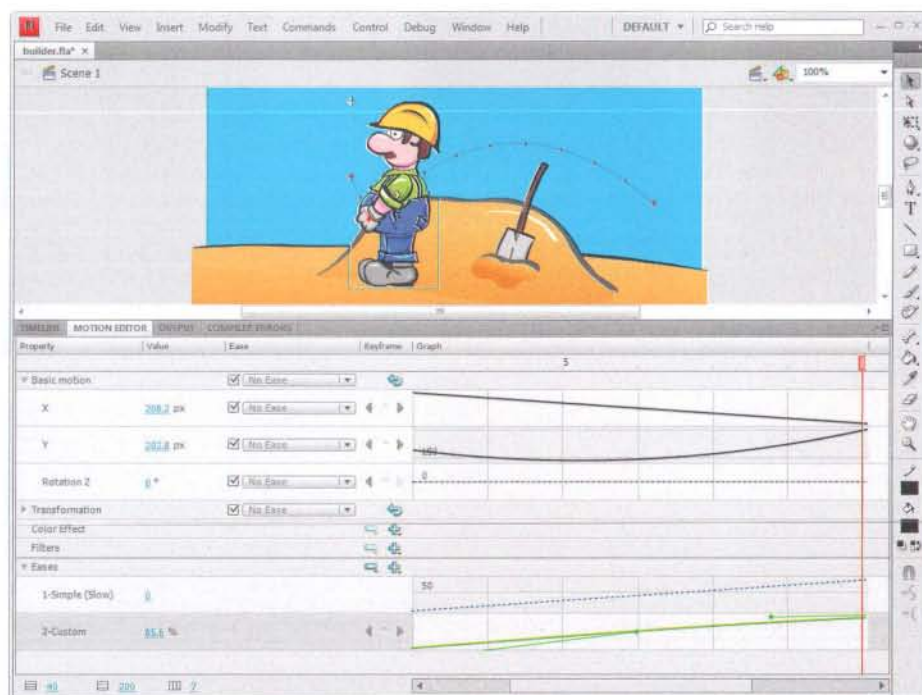 Fl File Edit View Insert Modify Text Commands Control Debug Window Help DEFAULT Search Help
builder.fla* ×
Scene 1 100%
TIMELINE MOTION EDITOR OUTPUT COMPILER ERRORS
Property Value Ease Keyframe Graph
5
Basic motion No Ease
X 208.2 px No Ease
Y 202.8 px No Ease
Rotation Z 0 ° No Ease
0
Transformation No Ease
Color Effect
Filters
Eases
1-Simple (Slow) 0 50
2-Custom 85.6 %
40 200 7